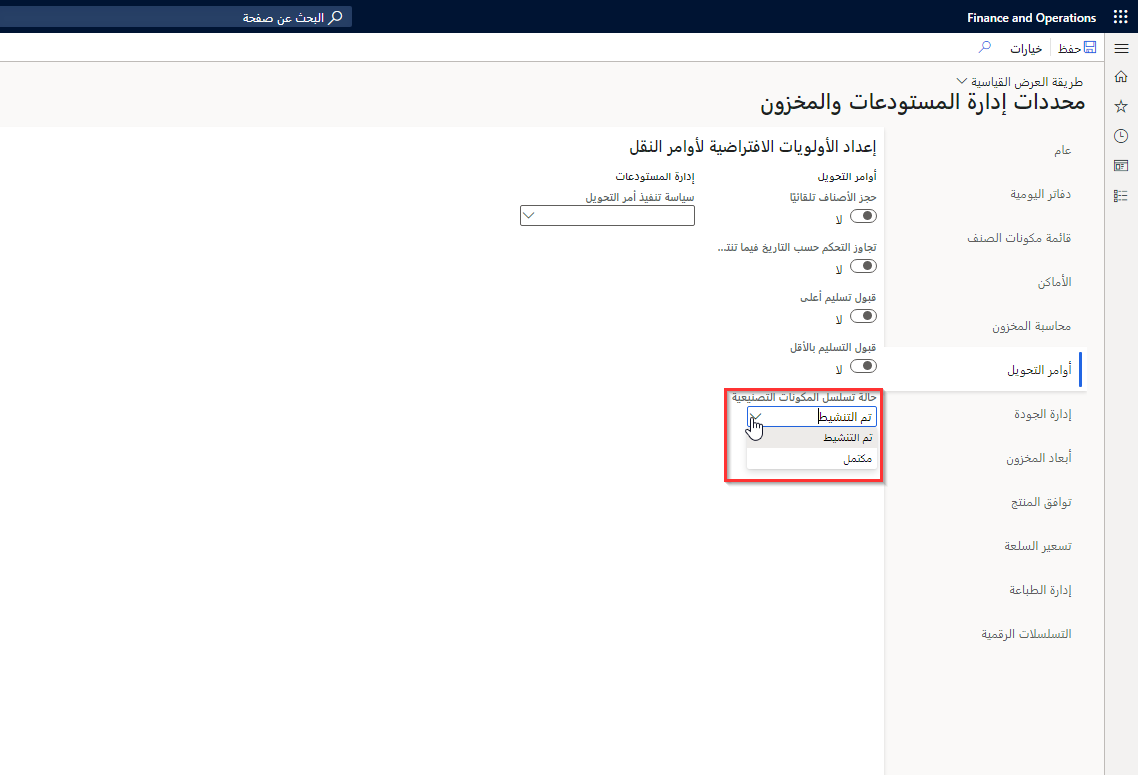 Finance and Operations
البحث عن صفحة
حفظ
خيارات
طريقة العرض القياسية
محددات إدارة المستودعات والمخزون
عام
دفاتر اليومية
قائمة مكونات الصنف
الأماكن
محاسبة المخزون
أوامر التحويل
إدارة الجودة
أبعاد المخزون
توافق المنتج
تسعير السلعة
إدارة الطباعة
التسلسلات الرقمية
إعداد الأولويات الافتراضية لأوامر النقل
أوامر التحويل
حجز الأصناف تلقائيًا
لا
تجاوز التحكم حسب التاريخ فيما تنتـ...
لا
قبول تسليم أعلى
لا
قبول التسليم بالأقل
لا
حالة تسلسل المكونات التصنيعية
تم التنشيط
تم التنشيط
مكتمل
إدارة المستودعات
سياسة تنفيذ أمر التحويل